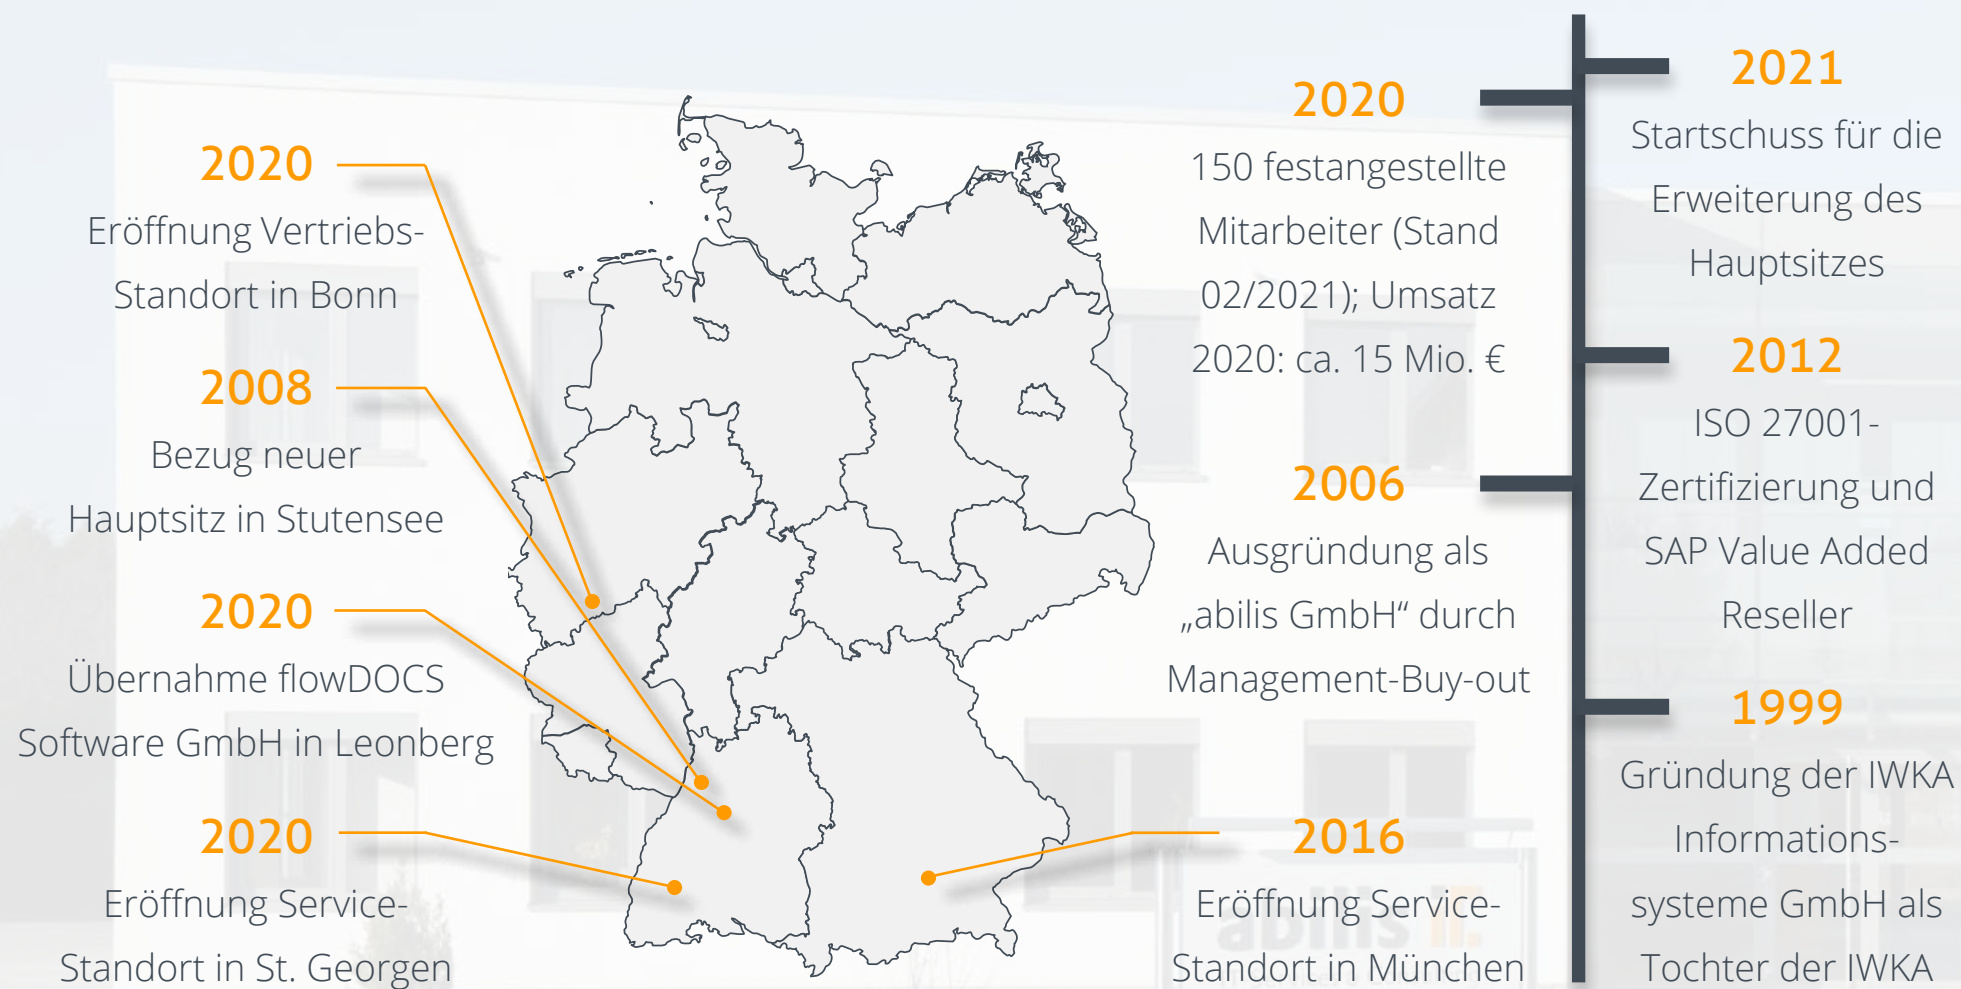 2020
Eröffnung Vertriebs-
Standort in Bonn
2008
Bezug neuer
Hauptsitz in Stutensee
2020
Übernahme flowDOCS
Software GmbH in Leonberg
2020
Eröffnung Service-
Standort in St. Georgen
2020
150 festangestellte
Mitarbeiter (Stand
02/2021); Umsatz
2020: ca. 15 Mio. €
2006
Ausgründung als
„abilis GmbH“ durch
Management-Buy-out
2016
Eröffnung Service-
Standort in München
abilis
2021
Startschuss für die
Erweiterung des
Hauptsitzes
2012
ISO 27001-
Zertifizierung und
SAP Value Added
Reseller
1999
Gründung der IWKA
Informations-
systeme GmbH als
Tochter der IWKA